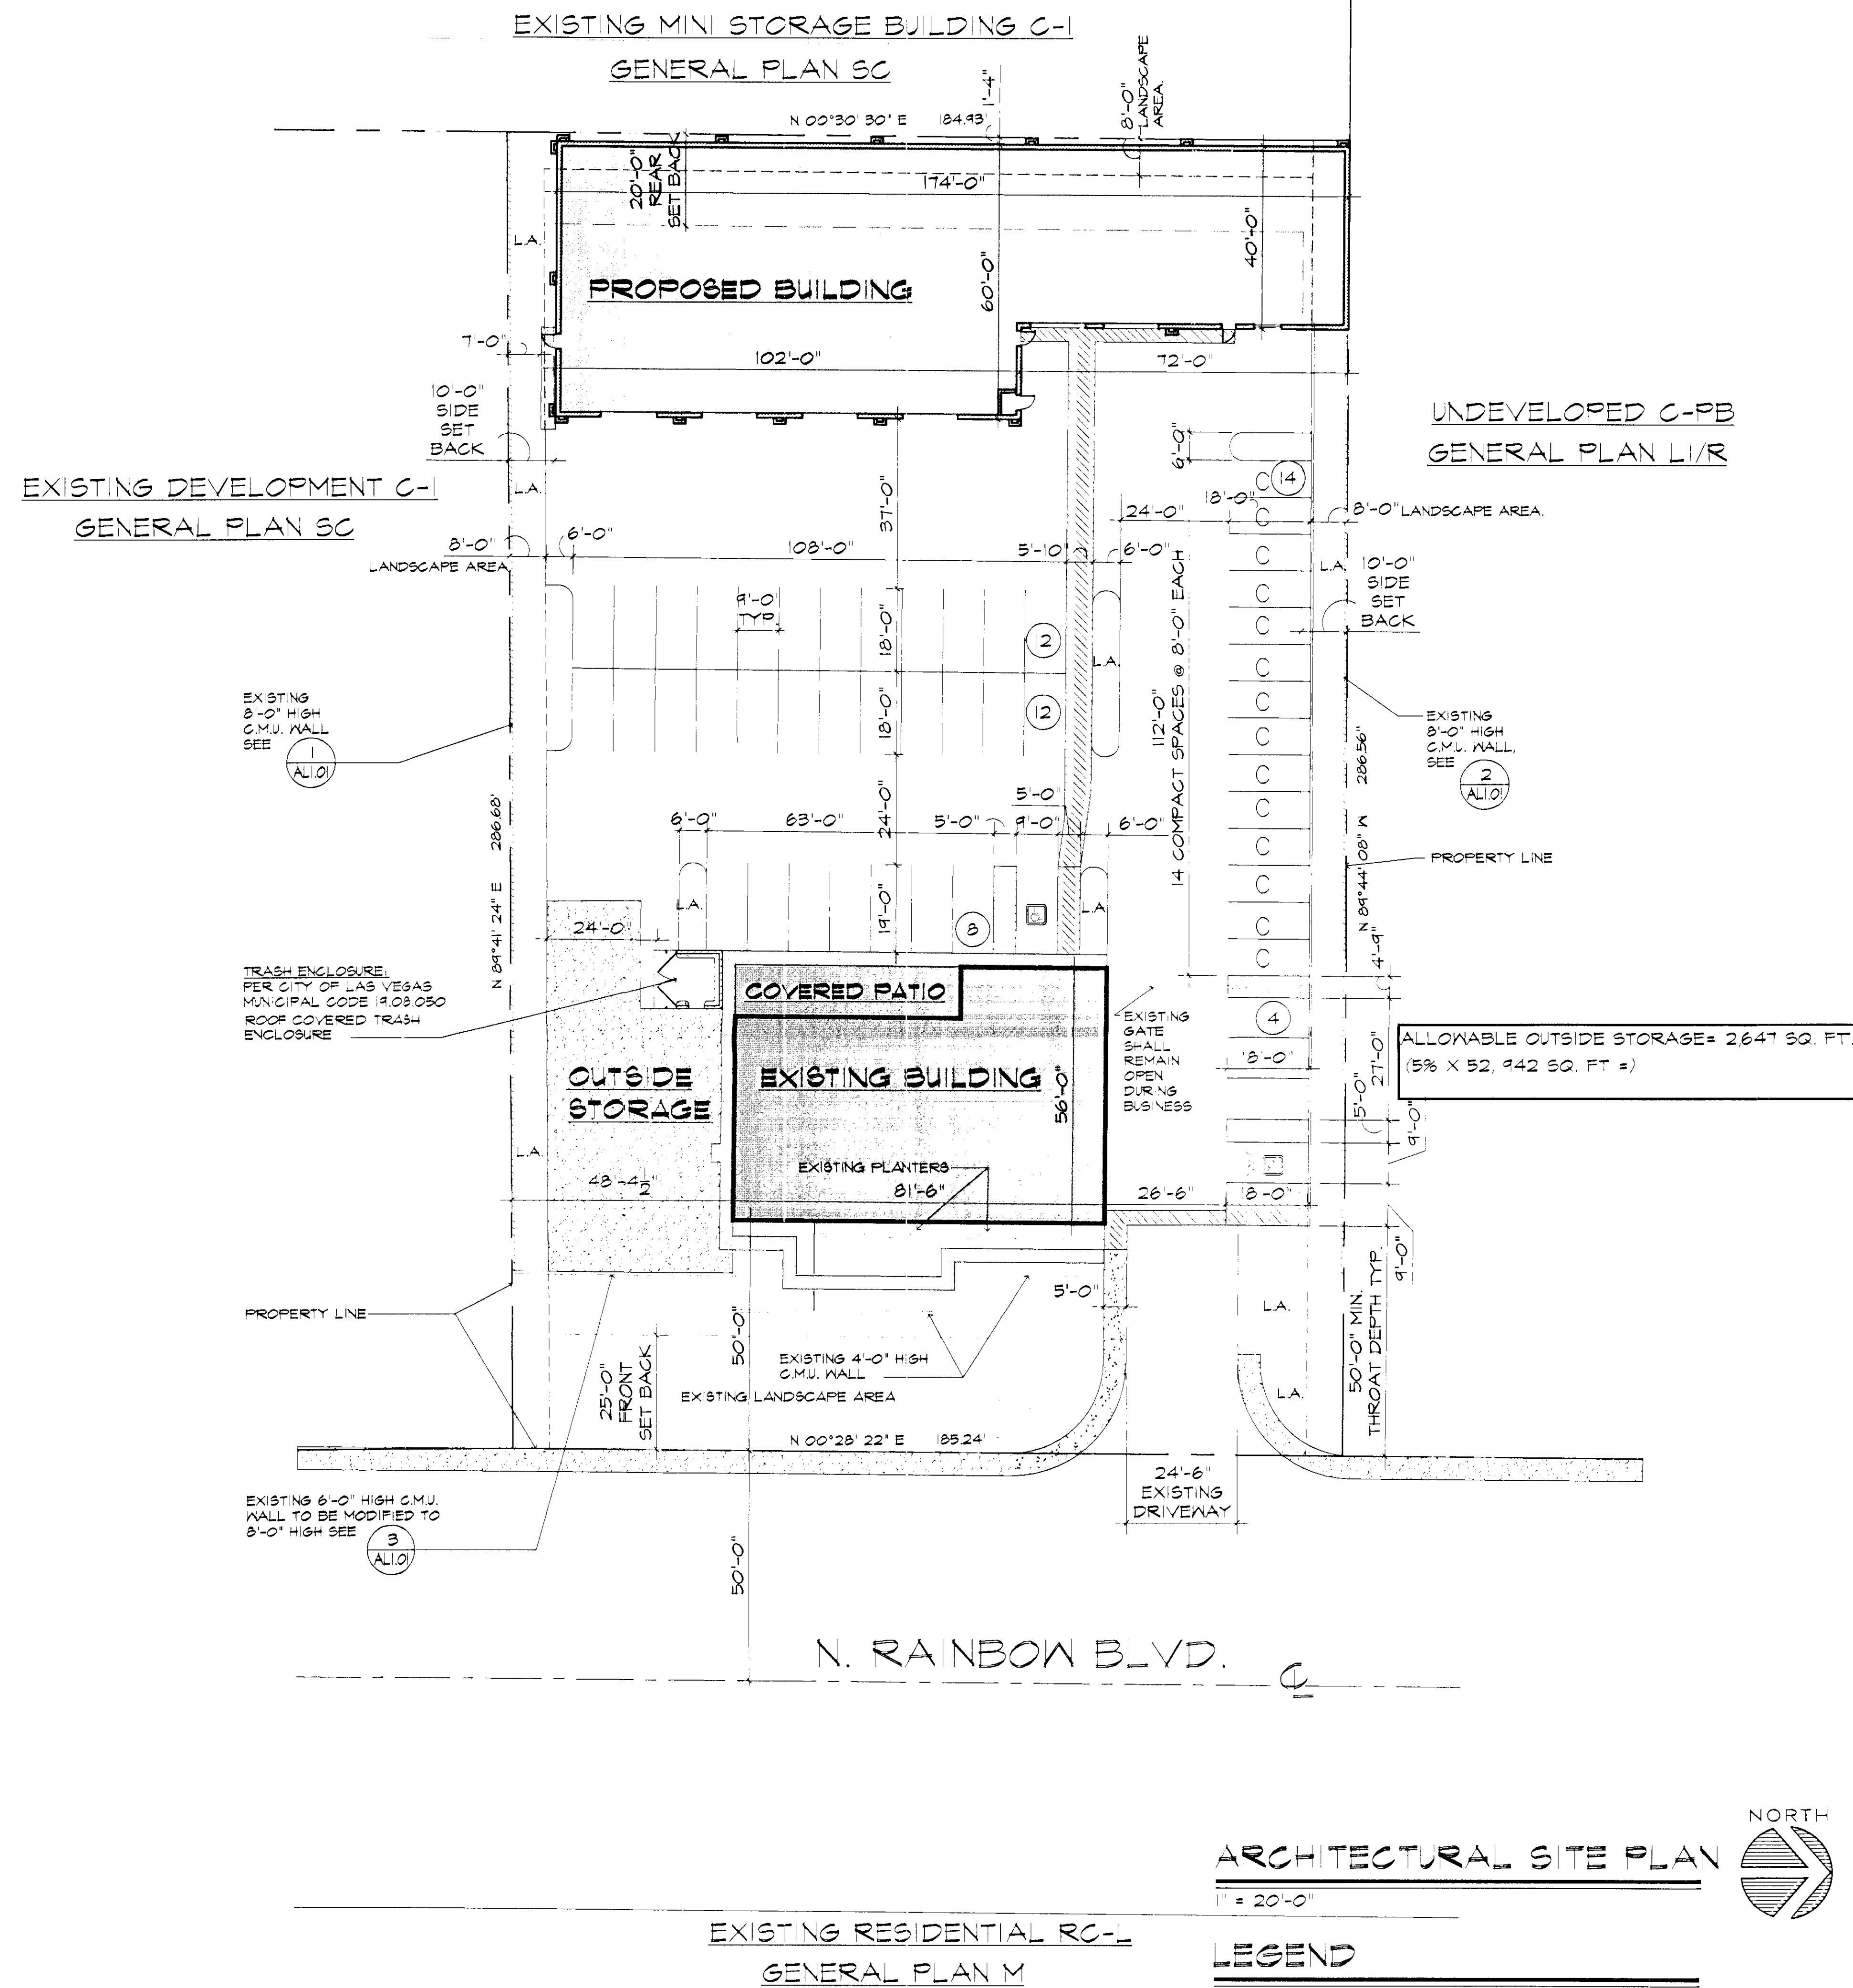 EXISTING MINI STORAGE BUILDING C-1
GENERAL PLAN SC
N 00°30' 30" E 184.93'
1'-4"
8'-0"
LANDSCAPE
AREA.
20'-0"
REAR
SET BACK
174'-0"
L.A.
40'-0"
60'-0"
PROPOSED BUILDING
7'-0"
102'-0"
72'-0"
10'-0"
SIDE
SET
BACK
UNDEVELOPED C-PB
GENERAL PLAN LI/R
6'-0"
C
14
EXISTING DEVELOPMENT C-1
GENERAL PLAN SC
L.A.
37'-0"
18'-0"
24'-0"
C
8'-0" LANDSCAPE AREA.
8'-0"
LANDSCAPE AREA
6'-0"
108'-0"
5'-10"
6'-0"
C
L.A.
10'-0"
SIDE
SET
BACK
9'-0
TYP.
18'-0"
12
C
L.A.
C
14 COMPACT SPACES @ 8'-0" EACH
112'-0"
EXISTING
8'-0" HIGH
C.M.U. WALL
SEE
1
AL1.01
18'-0"
12
C
C
EXISTING
8'-0" HIGH
C.M.U. WALL,
SEE
2
AL1.01
C
N 89°41' 24" E 286.68'
24'-0"
5'-0"
C
N 89°44' 08" W 286.56"
6'-0"
63'-0"
5'-0"
9'-0"
6'-0"
C
PROPERTY LINE
C
L.A.
19'-0"
8
L.A.
C
24'-0"
C
4'-9"
TRASH ENCLOSURE:
PER CITY OF LAS VEGAS
MUNICIPAL CODE 19.08.050
ROOF COVERED TRASH
ENCLOSURE
COVERED PATIO
EXISTING
GATE
SHALL
REMAIN
OPEN
DURING
BUSINESS
4
27'-0"
ALLOWABLE OUTSIDE STORAGE= 2,647 SQ. FT.
(5% X 52, 942 SQ. FT =)
OUTSIDE
STORAGE
EXISTING BUILDING
56'-0"
18'-0"
5'-0"
9'-0"
L.A.
EXISTING PLANTERS
48'-4½"
81'-6"
26'-6"
18'-0"
9'-0"
PROPERTY LINE
5'-0"
L.A.
50'-0" MIN.
THROAT DEPTH TYP.
50'-0"
25'-0"
FRONT
SET BACK
EXISTING 4'-0" HIGH
C.M.U. WALL
EXISTING LANDSCAPE AREA
L.A.
N 00°28' 22" E 185.24'
24'-6"
EXISTING
DRIVEWAY
EXISTING 6'-0" HIGH C.M.U.
WALL TO BE MODIFIED TO
8'-0" HIGH SEE
3
AL1.01
50'-0"
N. RAINBOW BLVD.
NORTH
ARCHITECTURAL SITE PLAN
1" = 20'-0"
EXISTING RESIDENTIAL RC-L
GENERAL PLAN M
LEGEND